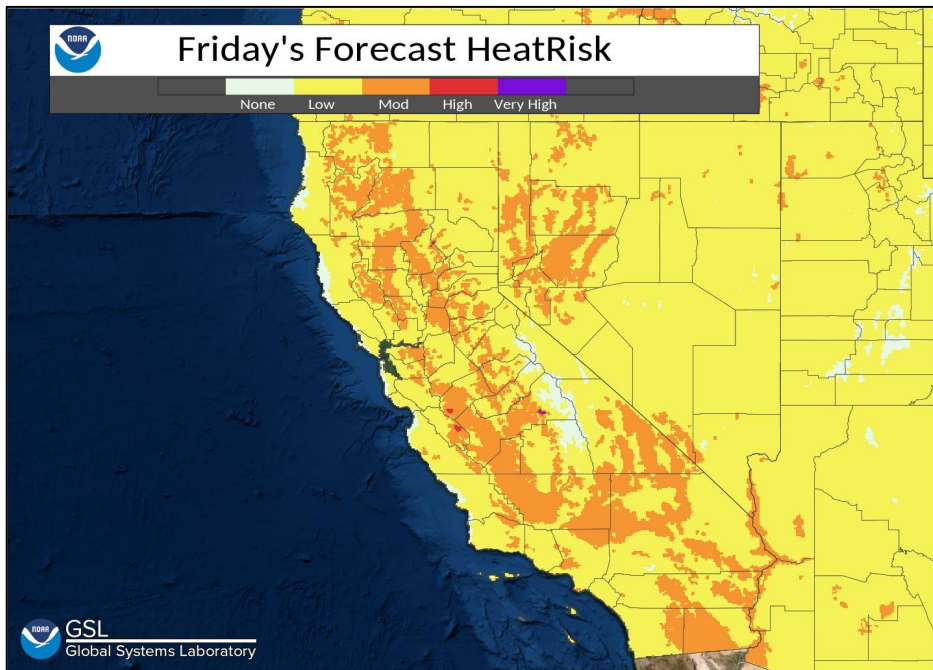 NOAA
Friday's Forecast HeatRisk
None Low Mod High Very High
NOAA
GSL
Global Systems Laboratory